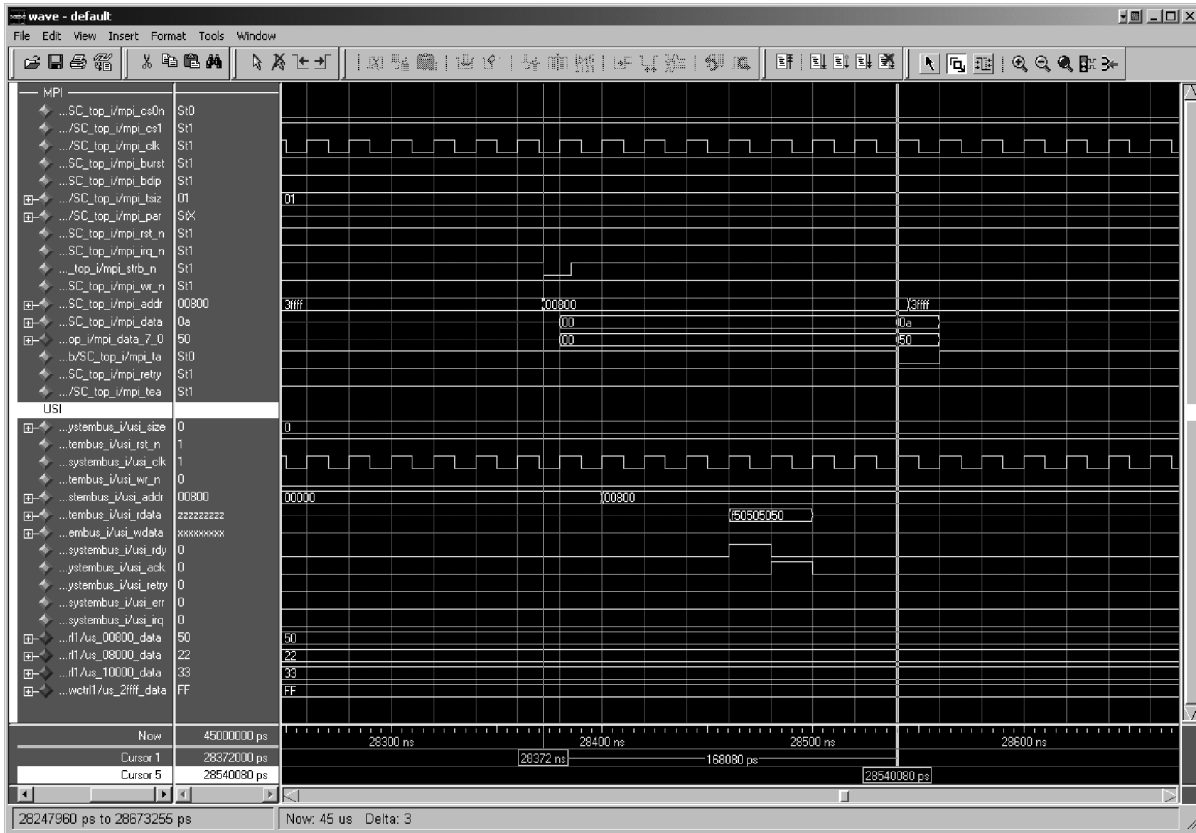 wave - default
File Edit View Insert Format Tools Window
MPI
...SC_top_i/mpi_cs0n St0
.../SC_top_i/mpi_cs1 St1
.../SC_top_i/mpi_clk St1
...SC_top_i/mpi_burst St1
...SC_top_i/mpi_bdip St1
.../SC_top_i/mpi_tsiz 01 01
.../SC_top_i/mpi_par StX
...SC_top_i/mpi_rst_n St1
...SC_top_i/mpi_irq_n St1
..._top_i/mpi_strb_n St1
...SC_top_i/mpi_wr_n St1
...SC_top_i/mpi_addr 00800 3ffff 00800 3ffff
...SC_top_i/mpi_data 0a 00 0a
...op_i/mpi_data_7_0 50 00 50
...b/SC_top_i/mpi_ta St0
...SC_top_i/mpi_retry St1
.../SC_top_i/mpi_tea St1
USI
...ystembus_i/usi_size 0 0
...tembus_i/usi_rst_n 1
...systembus_i/usi_clk 1
...tembus_i/usi_wr_n 0
...stembus_i/usi_addr 00800 00000 00800
...tembus_i/usi_rdata zzzzzzzzz f50505050
...embus_i/usi_wdata xxxxxxxxx
...systembus_i/usi_rdy 0
...ystembus_i/usi_ack 0
...ystembus_i/usi_retry 0
...systembus_i/usi_err 0
...systembus_i/usi_irq 0
...rl1/us_00800_data 50 50
...rl1/us_08000_data 22 22
...rl1/us_10000_data 33 33
...wctrl1/us_2ffff_data FF FF
Now 45000000 ps 28300 ns 28400 ns 28500 ns 28600 ns
Cursor 1 28372000 ps 28372 ns 168080 ps
Cursor 5 28540080 ps 28540080 ps
28247960 ps to 28673255 ps Now: 45 us Delta: 3